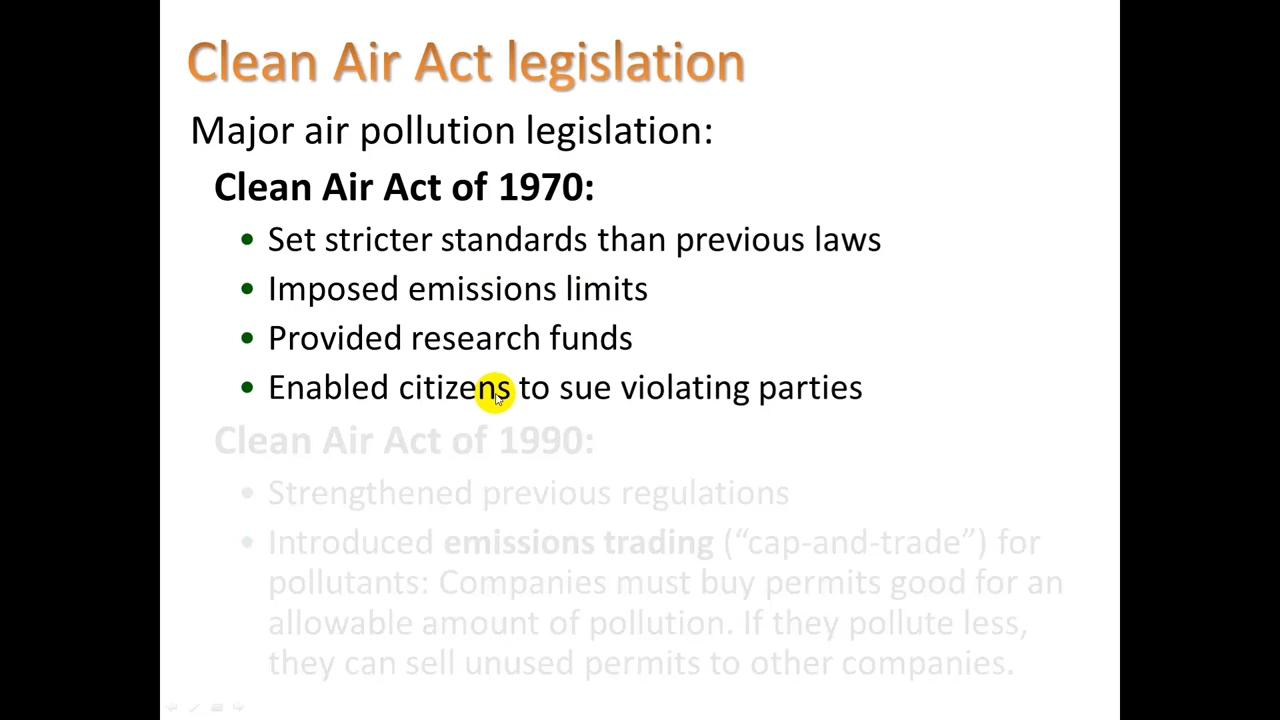 Clean Air Act legislation
Major air pollution legislation:
Clean Air Act of 1970:
• Set stricter standards than previous laws
• Imposed emissions limits
• Provided research funds
• Enabled citizens to sue violating parties
Clean Air Act of 1990:
• Strengthened previous regulations
• Introduced emissions trading (“cap-and-trade”) for
pollutants: Companies must buy permits good for an
allowable amount of pollution. If they pollute less,
they can sell unused permits to other companies.